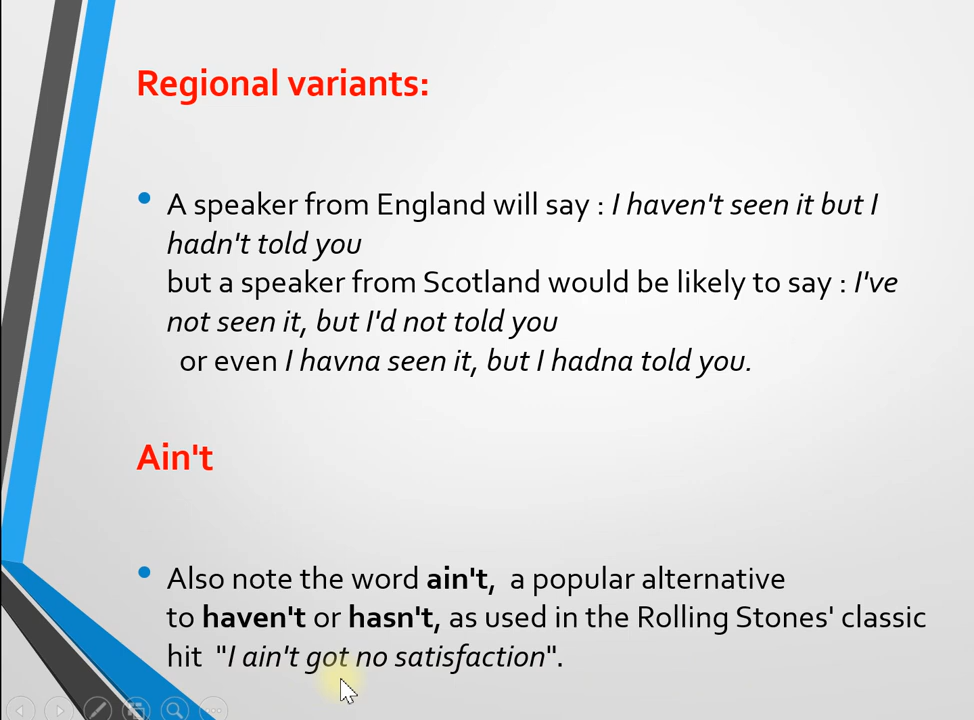 Regional variants:
A speaker from England will say : I haven't seen it but I
hadn't told you
but a speaker from Scotland would be likely to say : I've
not seen it, but I'd not told you
or even I havna seen it, but I hadna told you.
Ain't
Also note the word ain't, a popular alternative
to haven't or hasn't, as used in the Rolling Stones' classic
hit "I ain't got no satisfaction".